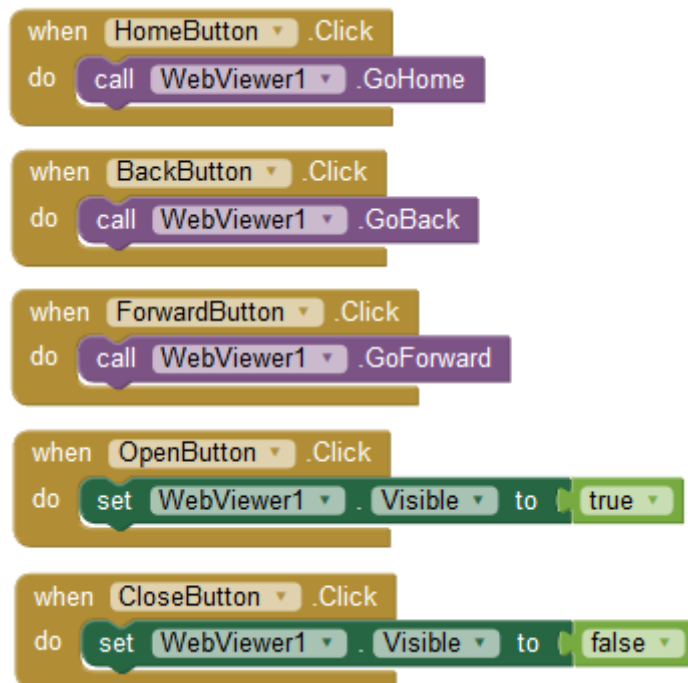 when HomeButton .Click
do call WebViewer1 .GoHome
when BackButton .Click
do call WebViewer1 .GoBack
when ForwardButton .Click
do call WebViewer1 .GoForward
when OpenButton .Click
do set WebViewer1 . Visible to true
when CloseButton .Click
do set WebViewer1 . Visible to false